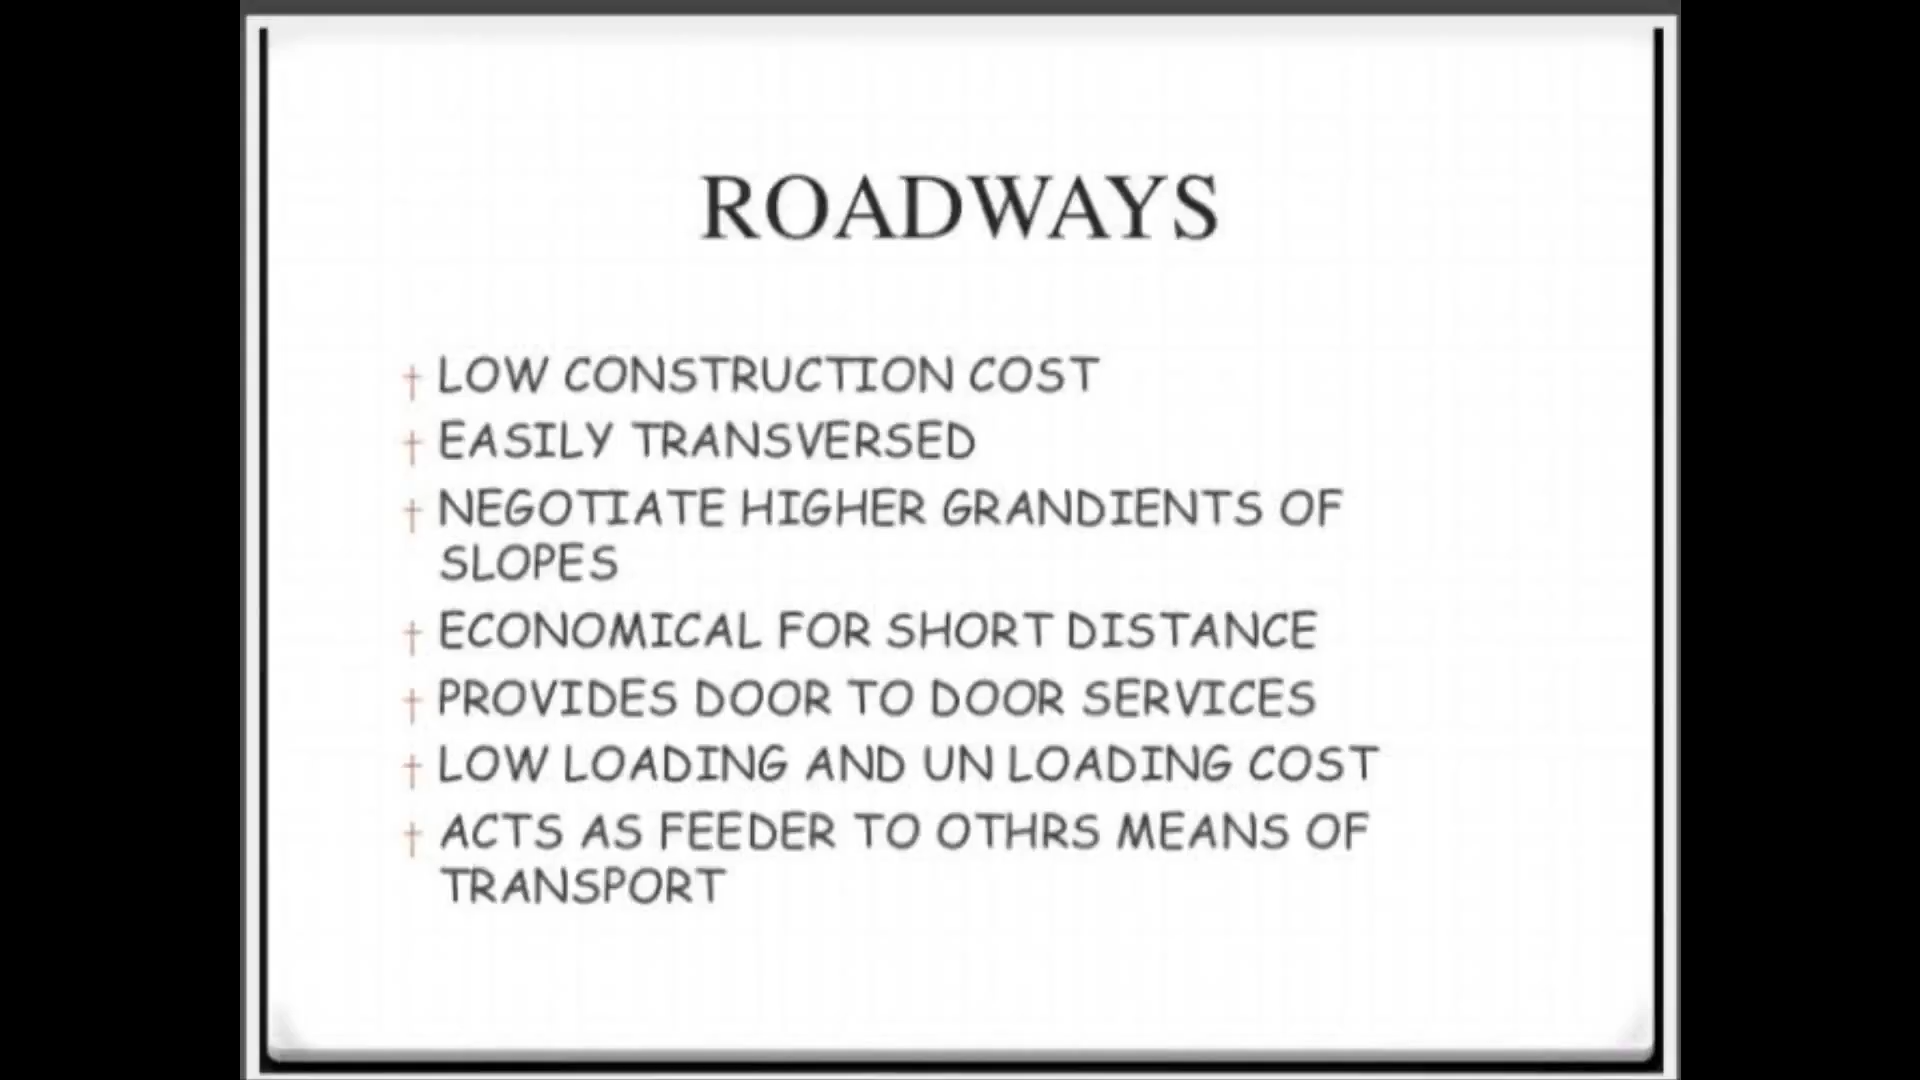 ROADWAYS
† LOW CONSTRUCTION COST
† EASILY TRANSVERSED
† NEGOTIATE HIGHER GRANDIENTS OF
SLOPES
† ECONOMICAL FOR SHORT DISTANCE
† PROVIDES DOOR TO DOOR SERVICES
† LOW LOADING AND UN LOADING COST
† ACTS AS FEEDER TO OTHRS MEANS OF
TRANSPORT